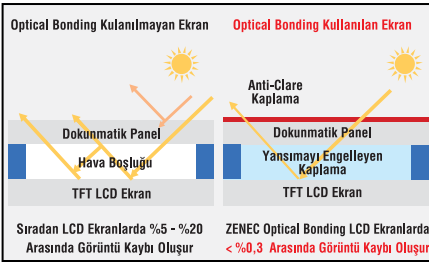 Optical Bonding Kulanılmayan Ekran
Dokunmatik Panel
Hava Boşluğu
TFT LCD Ekran
Sıradan LCD Ekranlarda %5 - %20
Arasında Görüntü Kaybı Oluşur
Optical Bonding Kullanılan Ekran
Anti-Clare
Kaplama
Dokunmatik Panel
Yansımayı Engelleyen
Kaplama
TFT LCD Ekran
ZENEC Optical Bonding LCD Ekranlarda
< %0,3 Arasında Görüntü Kaybı Oluşur